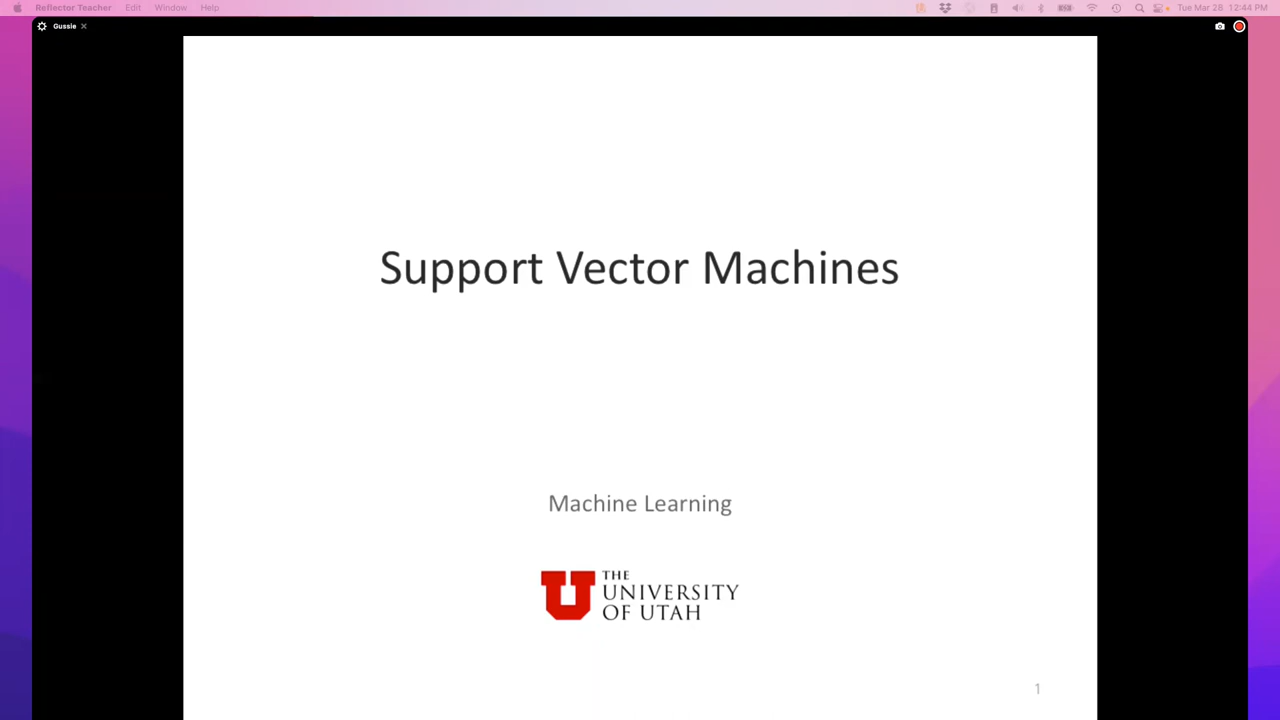 Reflector Teacher Edit Window Help
Tue Mar 28 12:44 PM
Gussie
Support Vector Machines
Machine Learning
THE
UNIVERSITY
OF UTAH
1